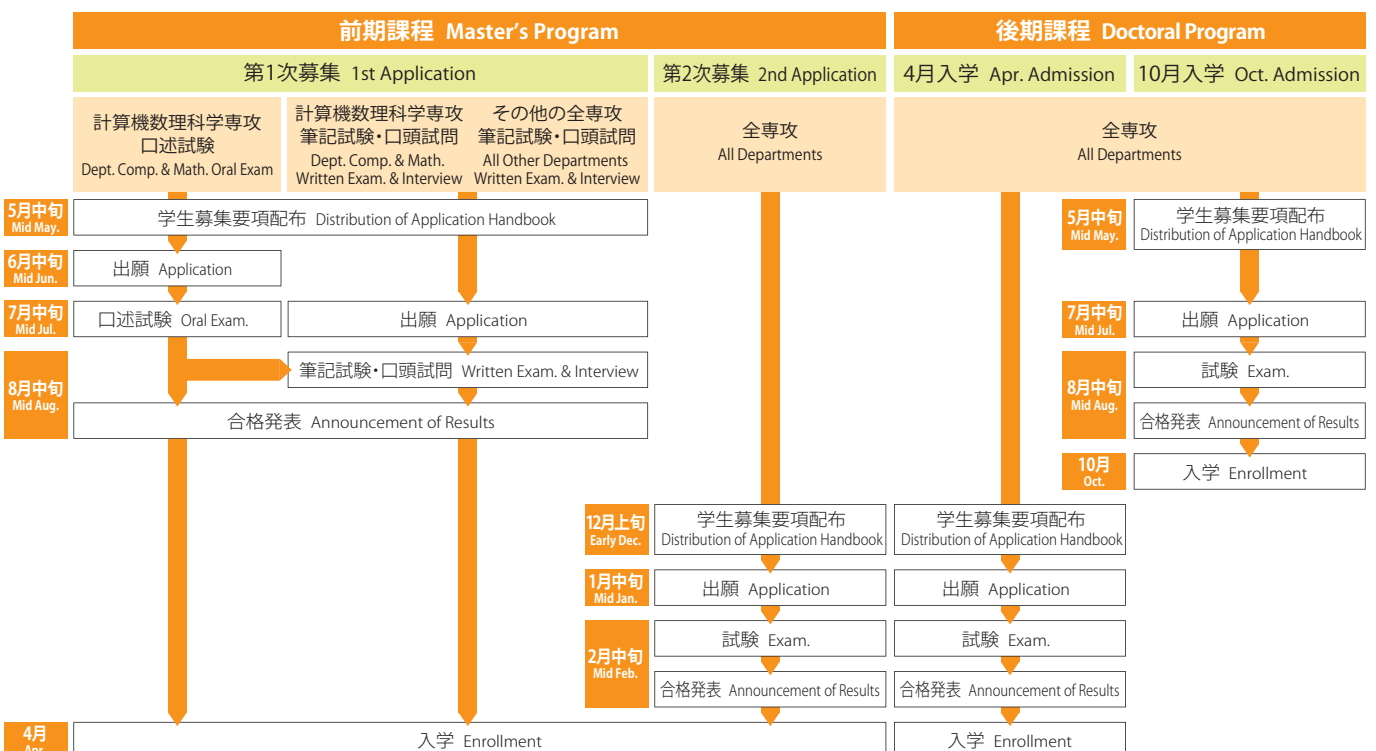 前期課程 Master's Program
後期課程 Doctoral Program
第1次募集 1st Application
第2次募集 2nd Application
4月入学 Apr. Admission
10月入学 Oct. Admission
計算機数理科学専攻
口述試験
Dept. Comp. & Math. Oral Exam
計算機数理科学専攻
筆記試験・口頭試問
Dept. Comp. & Math.
Written Exam. & Interview
その他の全専攻
筆記試験・口頭試問
All Other Departments
Written Exam. & Interview
全専攻
All Departments
全専攻
All Departments
5月中旬
Mid May.
学生募集要項配布 Distribution of Application Handbook
5月中旬
Mid May.
学生募集要項配布
Distribution of Application Handbook
6月中旬
Mid Jun.
出願 Application
7月中旬
Mid Jul.
口述試験 Oral Exam.
出願 Application
7月中旬
Mid Jul.
出願 Application
8月中旬
Mid Aug.
筆記試験・口頭試問 Written Exam. & Interview
合格発表 Announcement of Results
8月中旬
Mid Aug.
試験 Exam.
合格発表 Announcement of Results
10月
Oct.
入学 Enrollment
12月上旬
Early Dec.
学生募集要項配布
Distribution of Application Handbook
学生募集要項配布
Distribution of Application Handbook
1月中旬
Mid Jan.
出願 Application
出願 Application
2月中旬
Mid Feb.
試験 Exam.
試験 Exam.
合格発表 Announcement of Results
合格発表 Announcement of Results
4月
Apr.
入学 Enrollment
入学 Enrollment